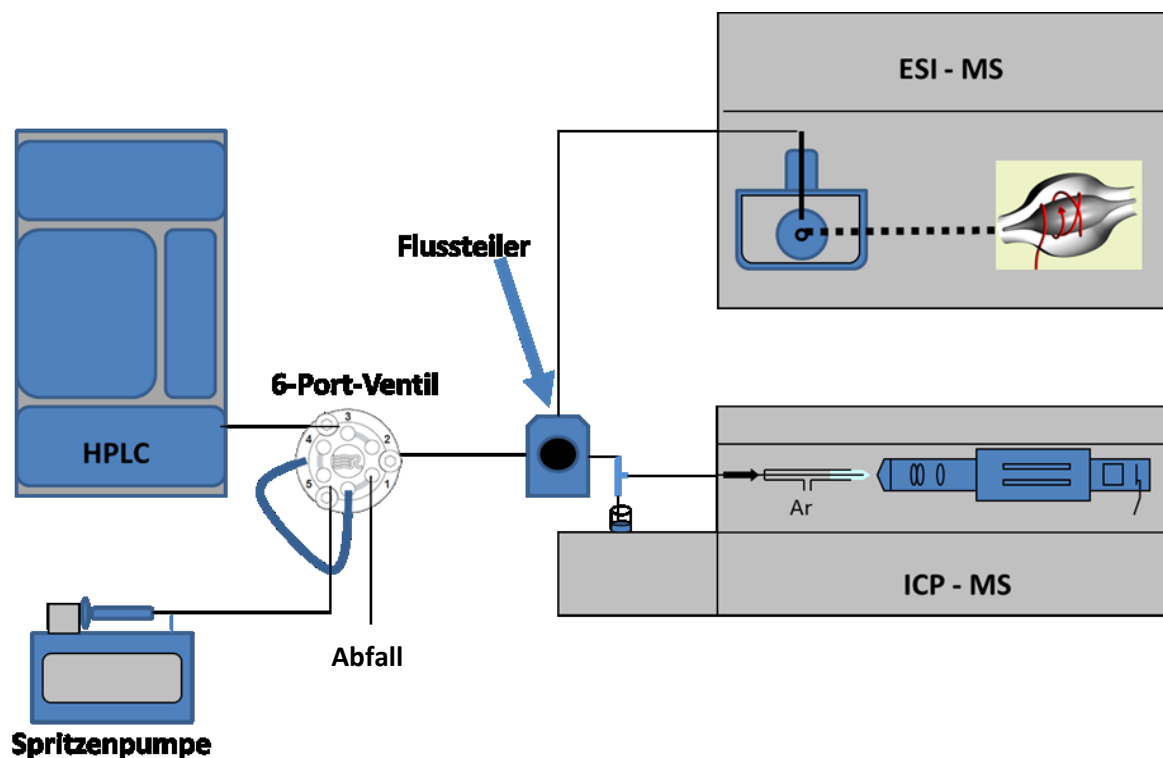 ESI - MS
Flussteiler
6-Port-Ventil
3
4
2
HPLC
5
1
Ar
ICP - MS
Abfall
Spritzenpumpe